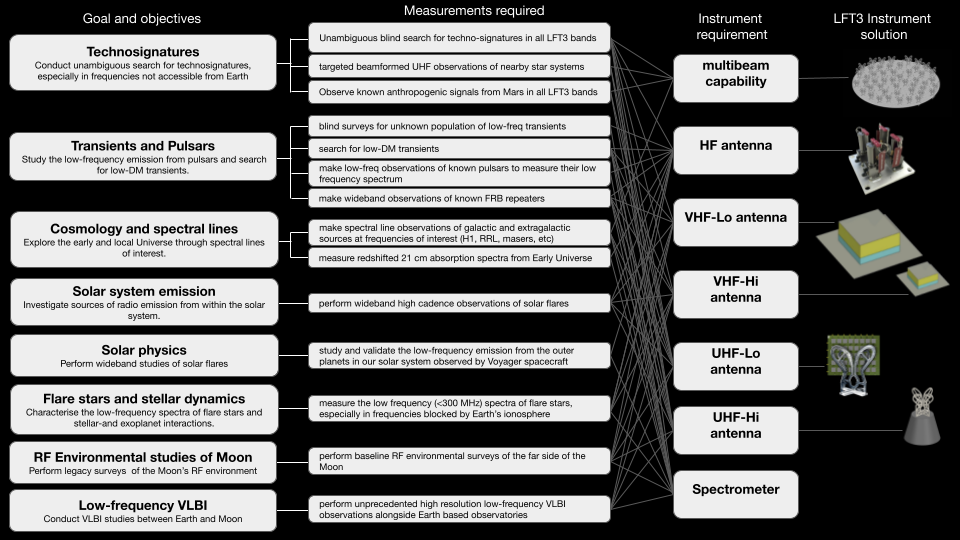 Goal and objectives
Measurements required
Instrument
requirement
LFT3 Instrument
solution
Technosignatures
Conduct unambiguous search for technosignatures,
especially in frequencies not accessible from Earth
Unambiguous blind search for techno-signatures in all LFT3 bands
targeted beamformed UHF observations of nearby star systems
Observe known anthropogenic signals from Mars in all LFT3 bands
Transients and Pulsars
Study the low-frequency emission from pulsars and search
for low-DM transients.
blind surveys for unknown population of low-freq transients
search for low-DM transients
make low-freq observations of known pulsars to measure their low
frequency spectrum
make wideband observations of known FRB repeaters
Cosmology and spectral lines
Explore the early and local Universe through spectral lines
of interest.
make spectral line observations of galactic and extragalactic
sources at frequencies of interest (H1, RRL, masers, etc)
measure redshifted 21 cm absorption spectra from Early Universe
Solar system emission
Investigate sources of radio emission from within the solar
system.
perform wideband high cadence observations of solar flares
Solar physics
Perform wideband studies of solar flares
study and validate the low-frequency emission from the outer
planets in our solar system observed by Voyager spacecraft
Flare stars and stellar dynamics
Characterise the low-frequency spectra of flare stars and
stellar-and exoplanet interactions.
measure the low frequency (<300 MHz) spectra of flare stars,
especially in frequencies blocked by Earth's ionosphere
RF Environmental studies of Moon
Perform legacy surveys of the Moon's RF environment
perform baseline RF environmental surveys of the far side of the
Moon
Low-frequency VLBI
Conduct VLBI studies between Earth and Moon
perform unprecedented high resolution low-frequency VLBI
observations alongside Earth based observatories
multibeam
capability
HF antenna
VHF-Lo antenna
VHF-Hi
antenna
UHF-Lo
antenna
UHF-Hi
antenna
Spectrometer